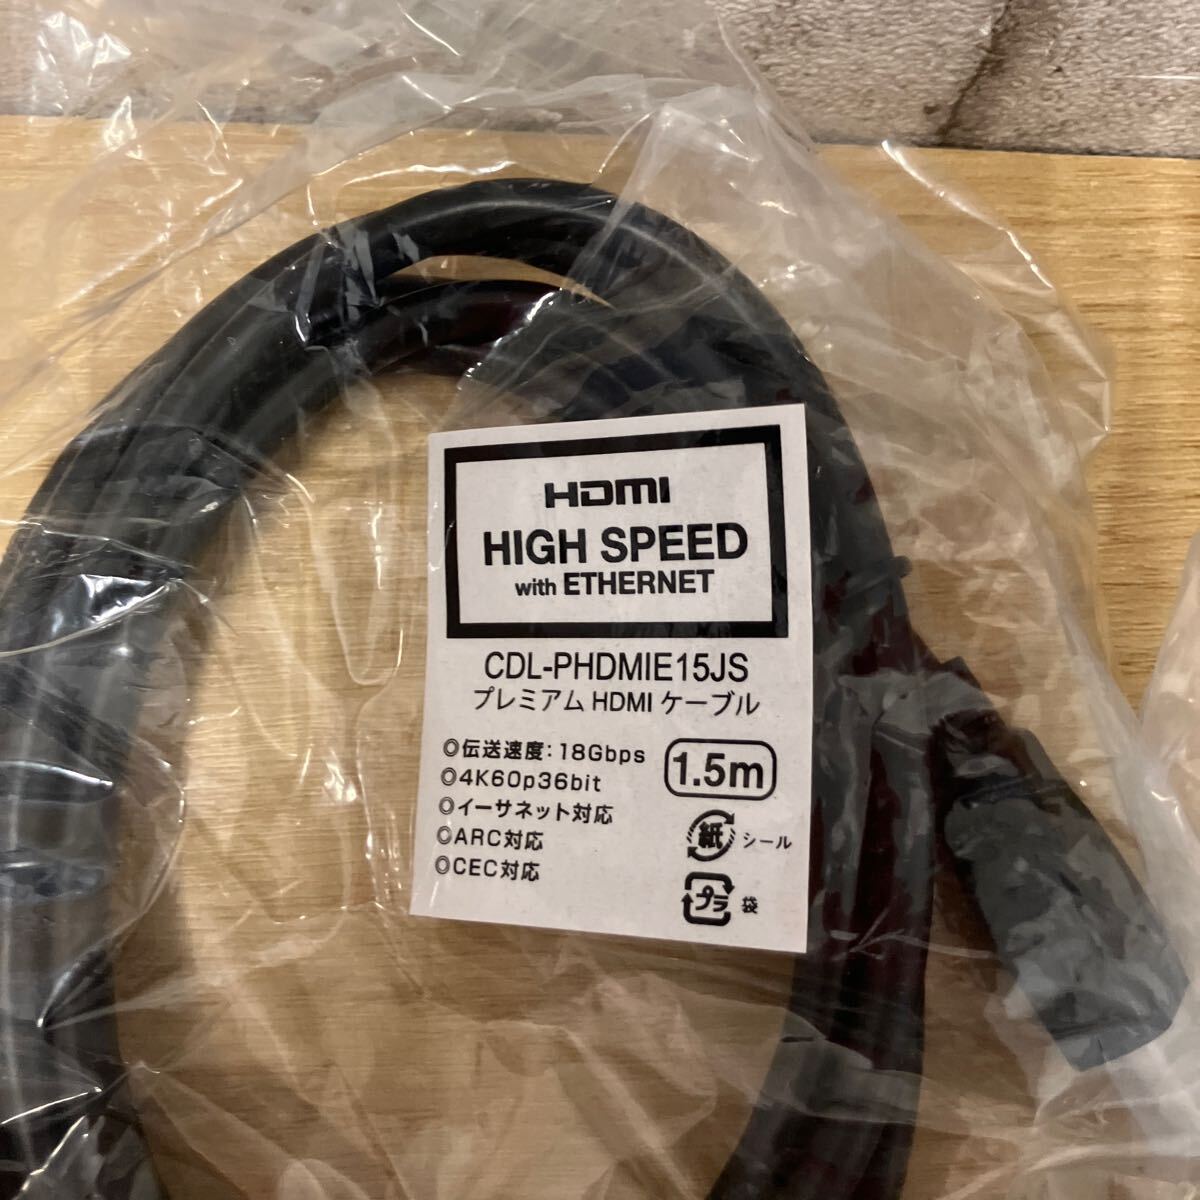 HDMI
HIGH SPEED
with ETHERNET
CDL-PHDMIE15JS
プレミアム HDMI ケーブル
◎伝送速度：18Gbps
◎4K60p36bit
◎イーサネット対応
◎ARC対応
◎CEC対応
1.5m
紙 シール
プラ 袋